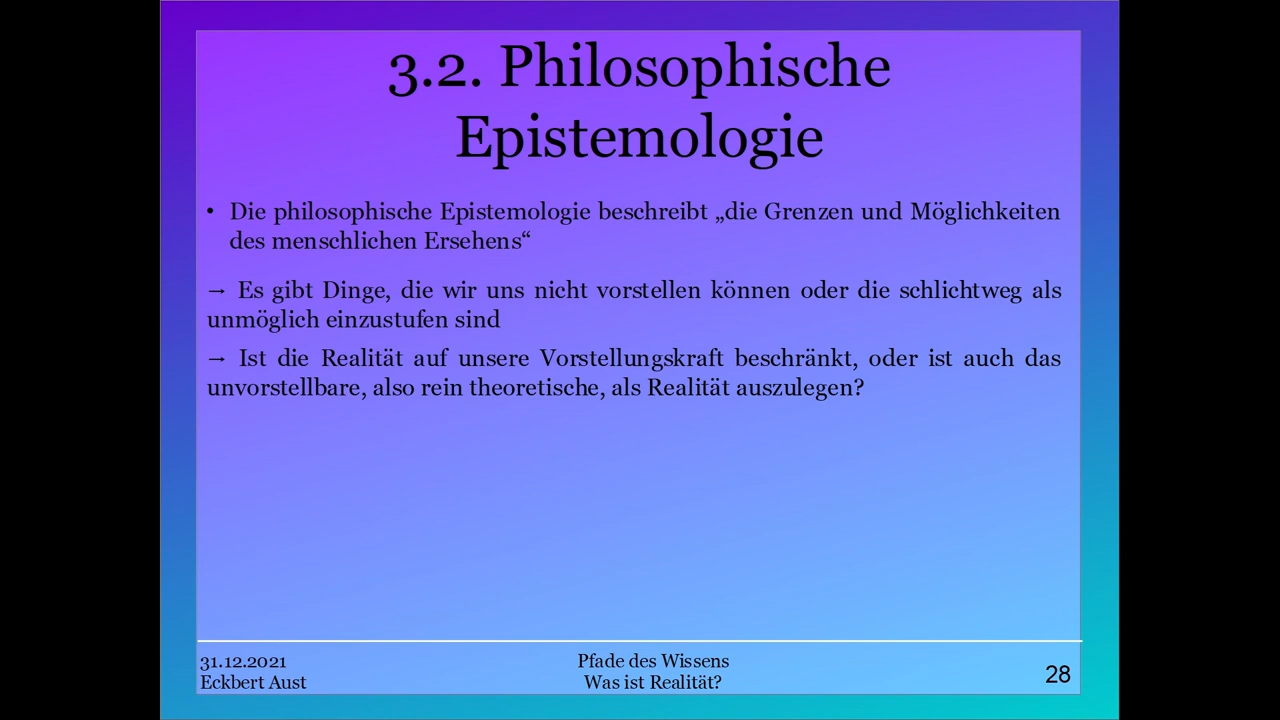 3.2. Philosophische
Epistemologie
• Die philosophische Epistemologie beschreibt „die Grenzen und Möglichkeiten
des menschlichen Ersehens“
→ Es gibt Dinge, die wir uns nicht vorstellen können oder die schlichtweg als
unmöglich einzustufen sind
→ Ist die Realität auf unsere Vorstellungskraft beschränkt, oder ist auch das
unvorstellbare, also rein theoretische, als Realität auszulegen?
31.12.2021
Eckbert Aust
Pfade des Wissens
Was ist Realität?
28